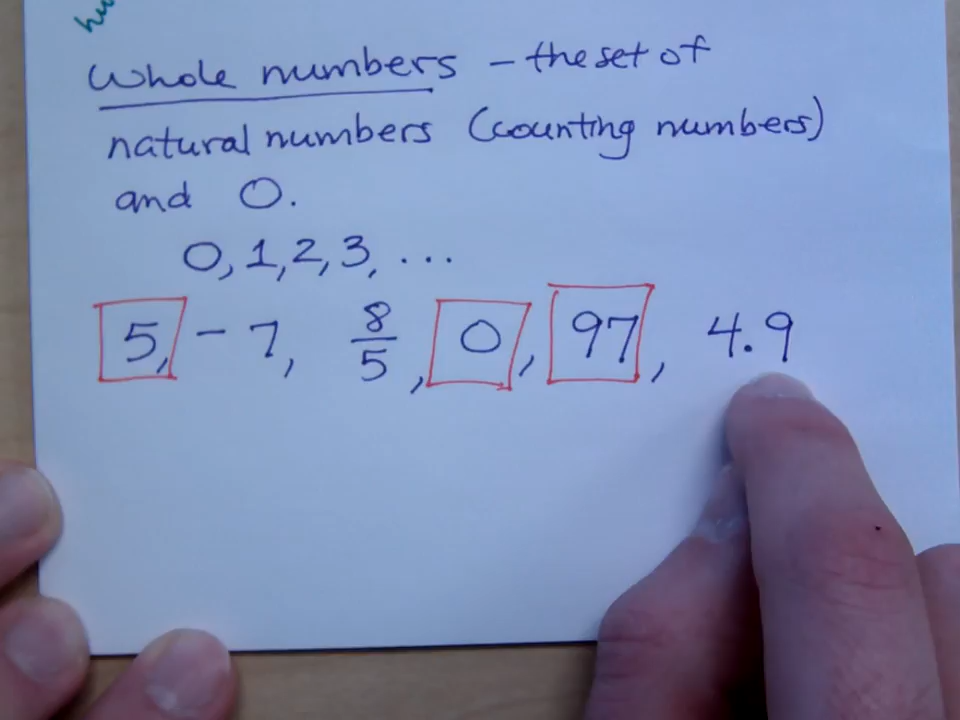 Whole numbers - the set of
natural numbers (counting numbers)
and 0.
0, 1, 2, 3, ...
5, -7, 8/5, 0, 97, 4.9